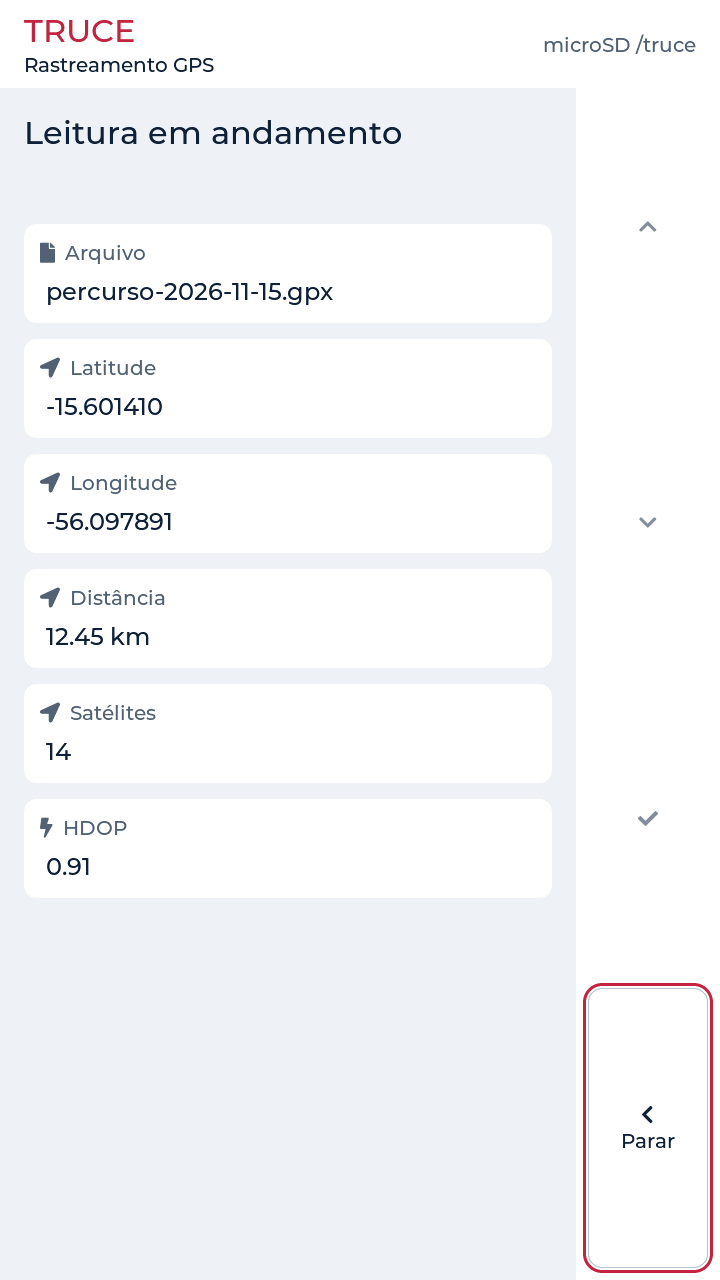 TRUCE
Rastreamento GPS
microSD /truce
Leitura em andamento
Arquivo
percurso-2026-11-15.gpx
Latitude
-15.601410
Longitude
-56.097891
Distância
12.45 km
Satélites
14
HDOP
0.91
Parar